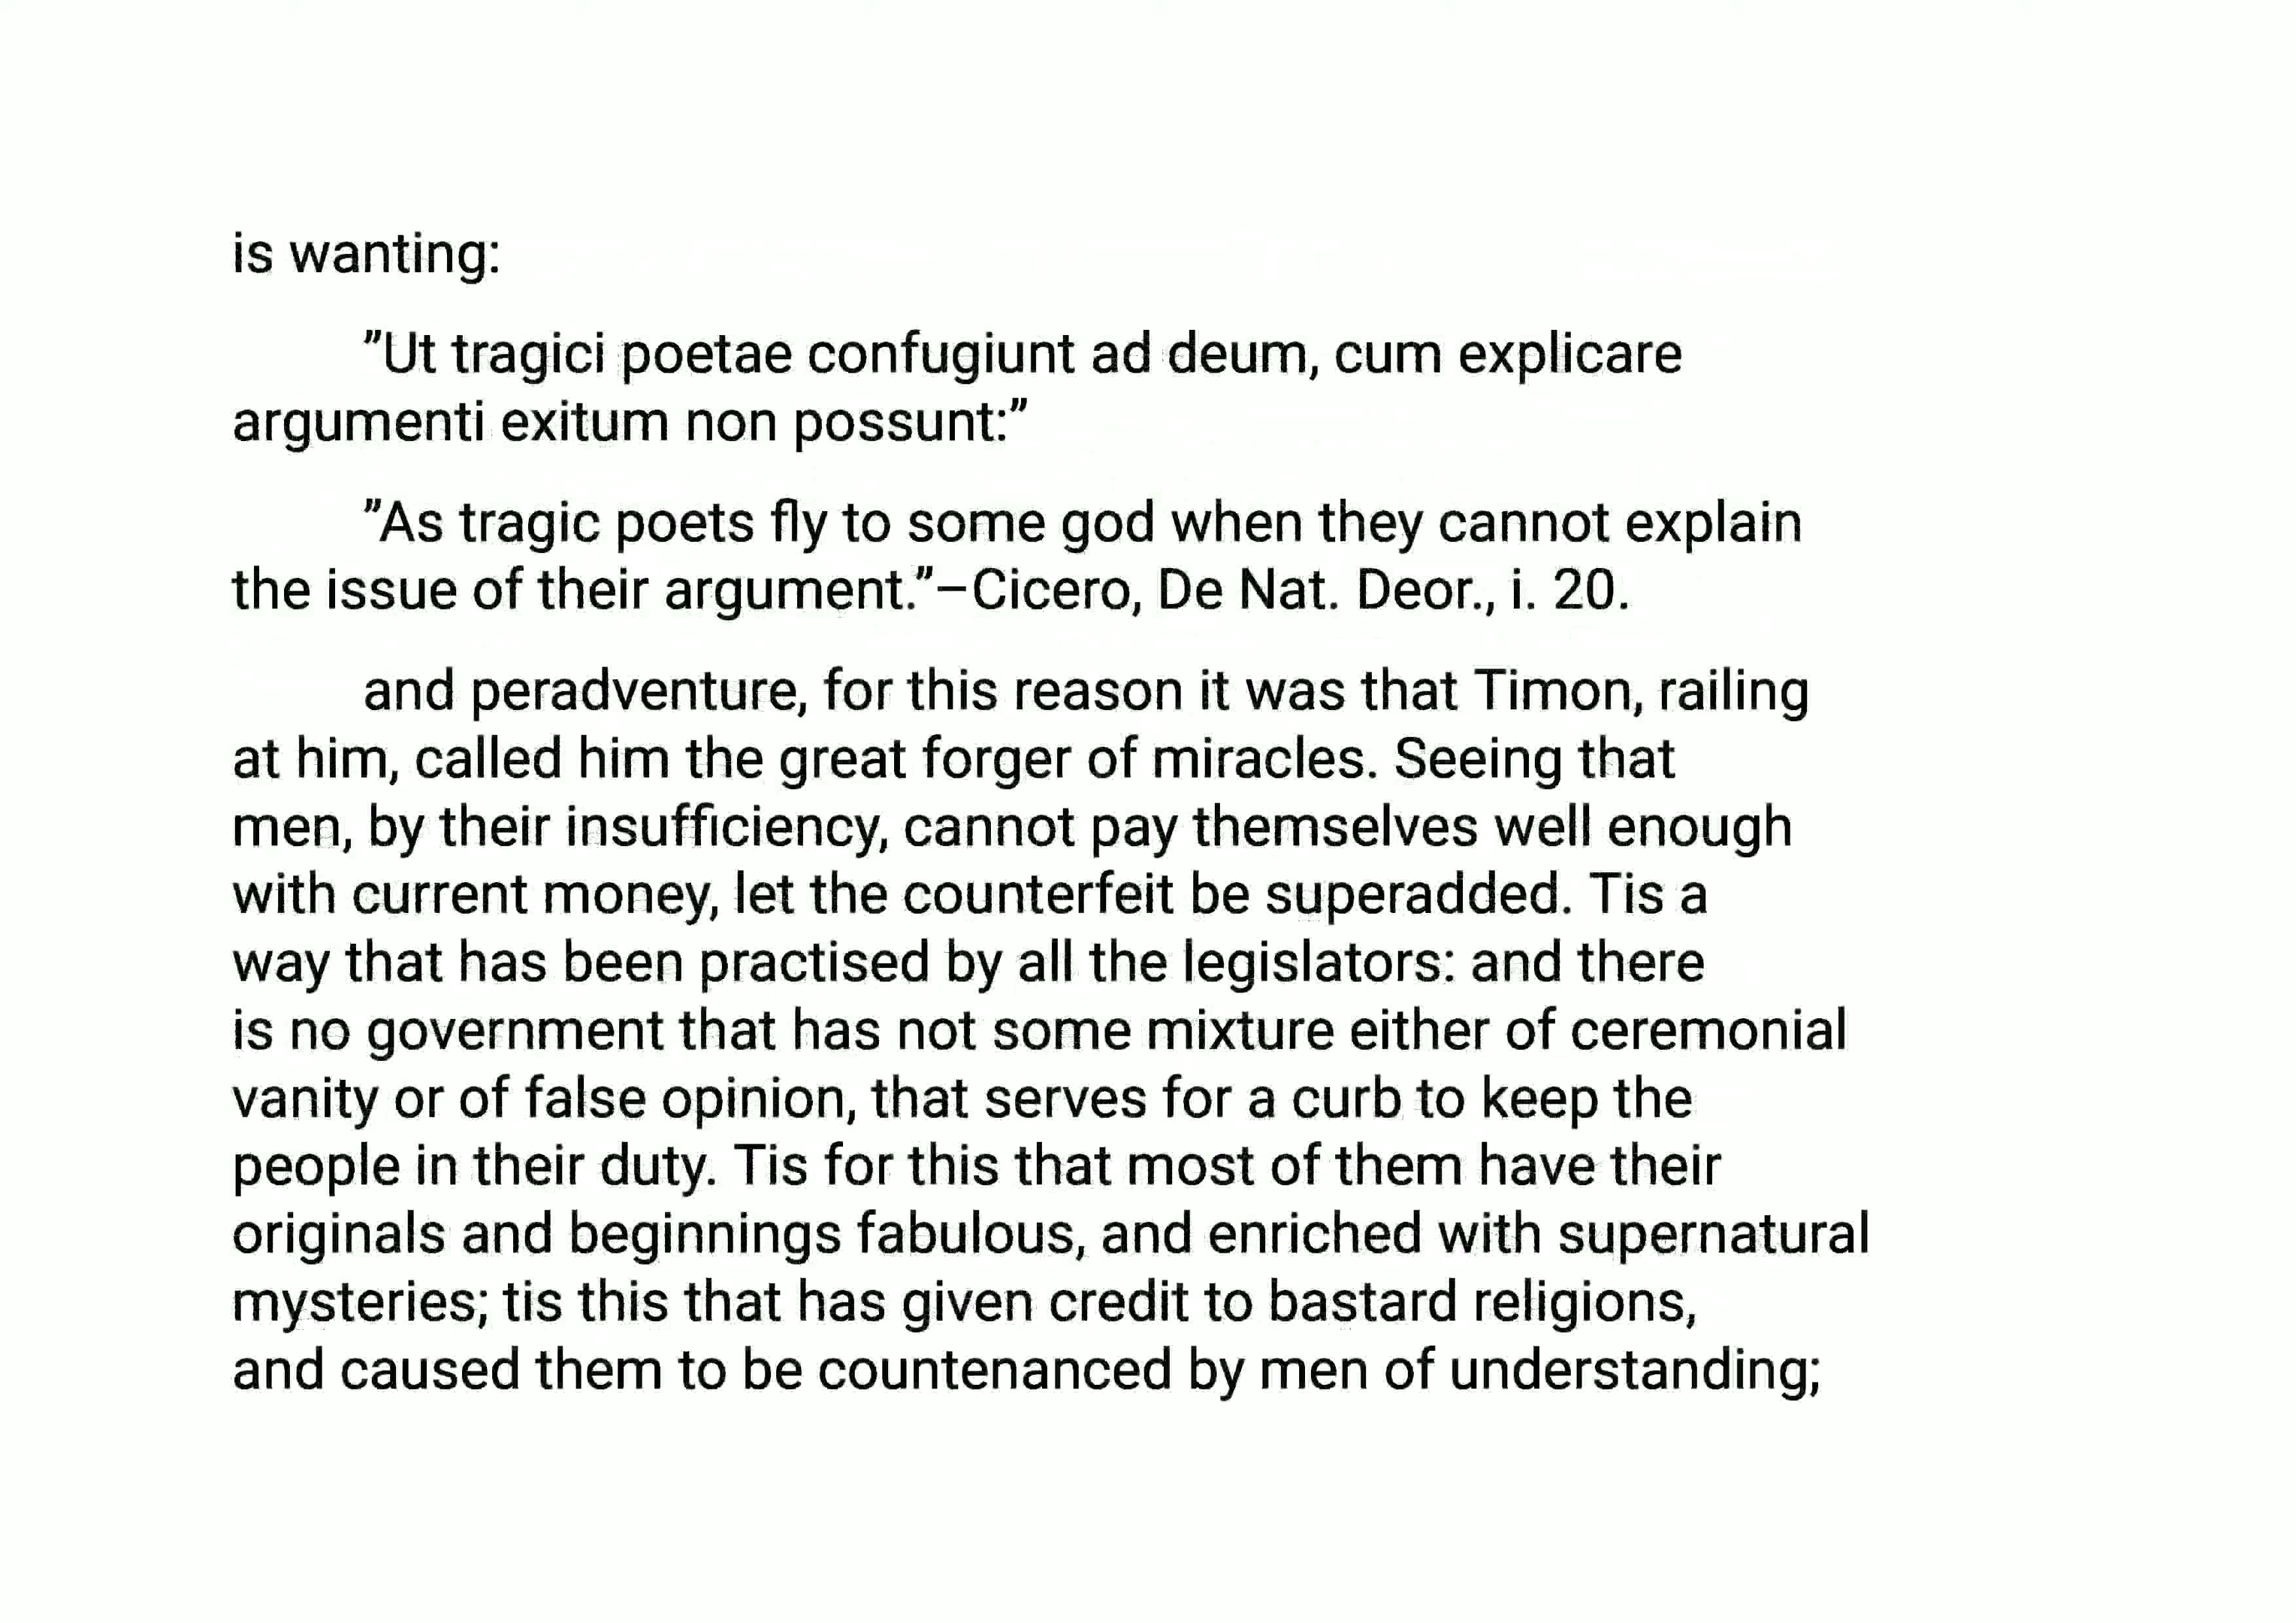 is wanting:
”Ut tragici poetae confugiunt ad deum, cum explicare
argumenti exitum non possunt:”
”As tragic poets fly to some god when they cannot explain
the issue of their argument.”–Cicero, De Nat. Deor., i. 20.
and peradventure, for this reason it was that Timon, railing
at him, called him the great forger of miracles. Seeing that
men, by their insufficiency, cannot pay themselves well enough
with current money, let the counterfeit be superadded. Tis a
way that has been practised by all the legislators: and there
is no government that has not some mixture either of ceremonial
vanity or of false opinion, that serves for a curb to keep the
people in their duty. Tis for this that most of them have their
originals and beginnings fabulous, and enriched with supernatural
mysteries; tis this that has given credit to bastard religions,
and caused them to be countenanced by men of understanding;